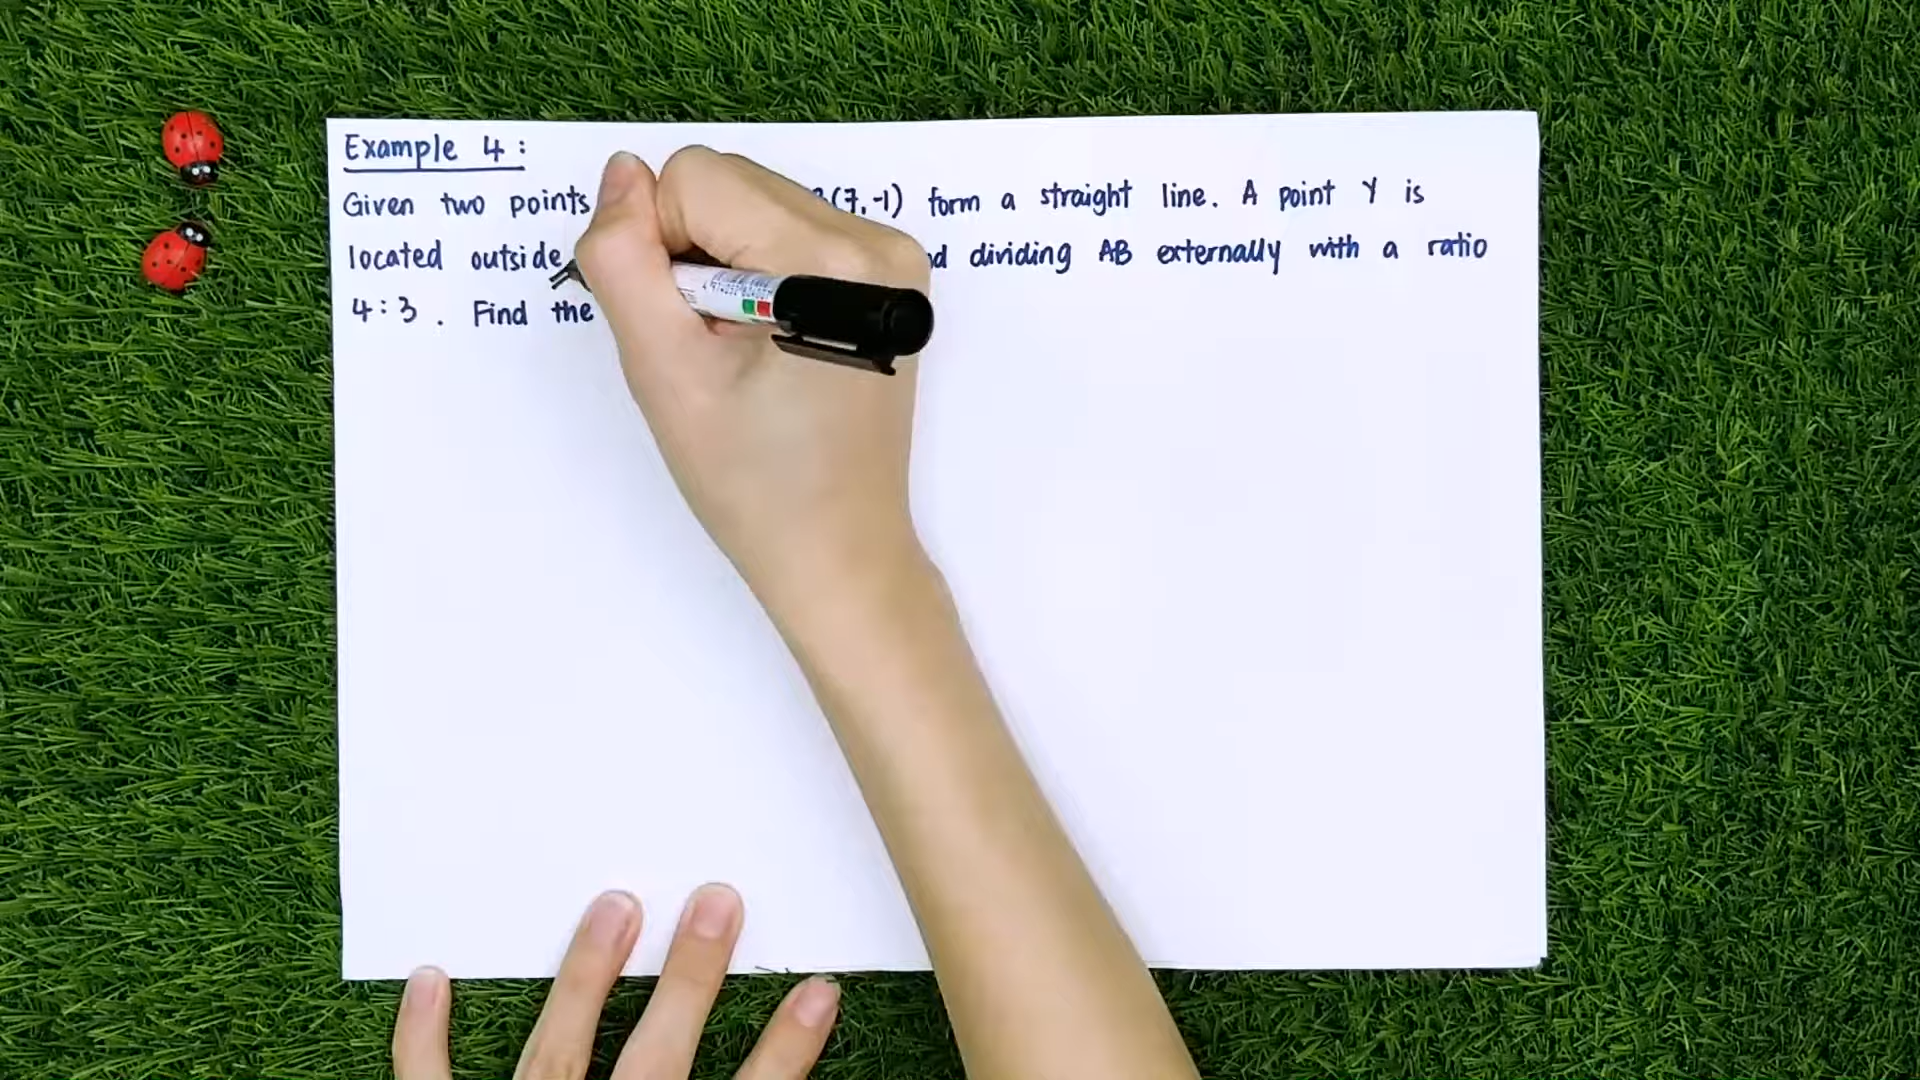 Example 4 :
Given two points (7,-1) form a straight line. A point Y is
located outside dividing AB externally with a ratio
4 : 3 . Find the